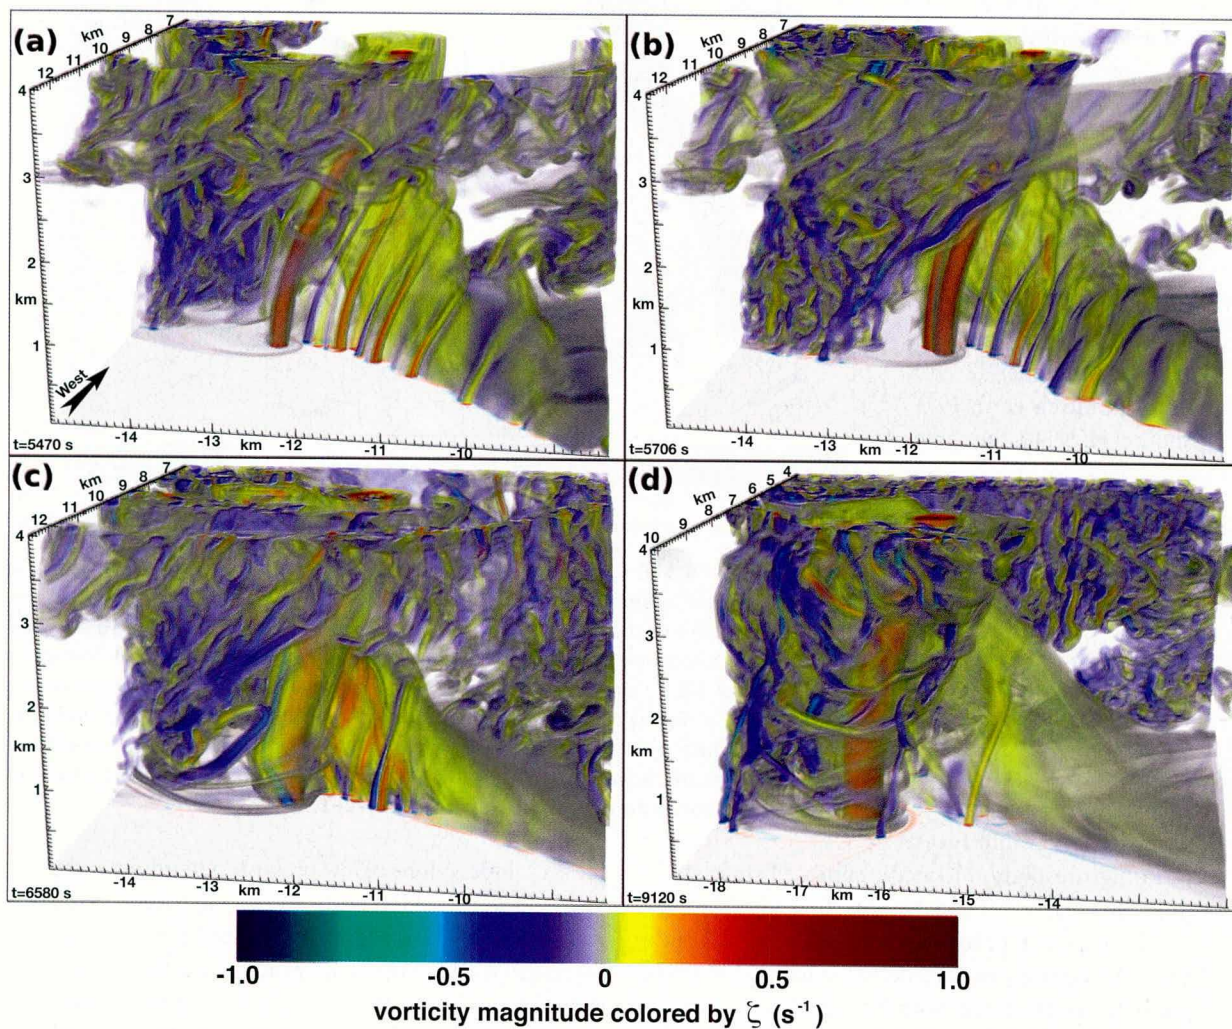 (a)
km
12 11 10 9 8 7
4
3
2
km
1
West
t=5470 s
-14 -13 km -12 -11 -10
(b)
km
12 11 10 9 8 7
4
3
2
km
1
t=5706 s
-14 -13 km -12 -11 -10
(c)
km
12 11 10 9 8 7
4
3
2
km
1
t=6580 s
-14 -13 km -12 -11 -10
(d)
km
10 9 8 7 6 5 4
4
3
2
km
1
t=9120 s
-18 -17 km -16 -15 -14
-1.0 -0.5 0 0.5 1.0
vorticity magnitude colored by ζ (s⁻¹)